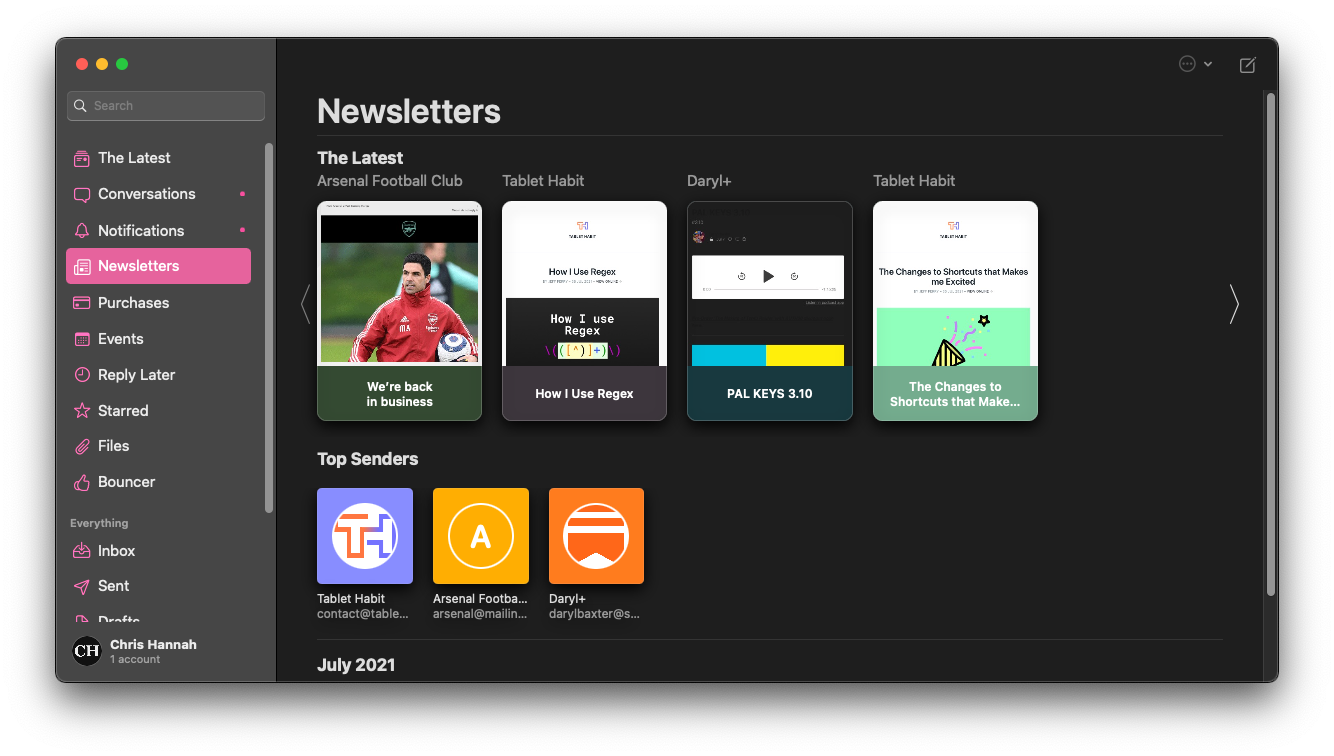 Search
The Latest
Conversations
Notifications
Newsletters
Purchases
Events
Reply Later
Starred
Files
Bouncer
Everything
Inbox
Sent
Drafts
CH
Chris Hannah
1 account
Newsletters
The Latest
Arsenal Football Club
We're back
in business
Tablet Habit
TH
TABLET HABIT
How I Use Regex
How I use
Regex
\(([^)]+)\)
How I Use Regex
Daryl+
PAL KEYS 3.10
Tablet Habit
TH
TABLET HABIT
The Changes to Shortcuts that Makes
me Excited
The Changes to
Shortcuts that Make...
Top Senders
TH
Tablet Habit
contact@table...
A
Arsenal Footba...
arsenal@mailin...
Daryl+
darylbaxter@s...
July 2021